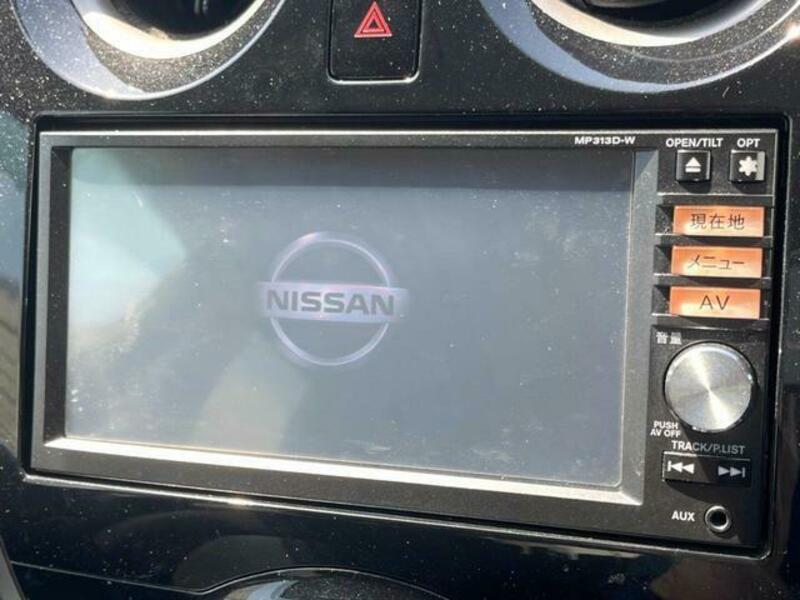 MP313D-W
OPEN/TILT OPT
現在地
メニュー
AV
NISSAN
音量
PUSH
AV OFF
TRACK/P.LIST
AUX